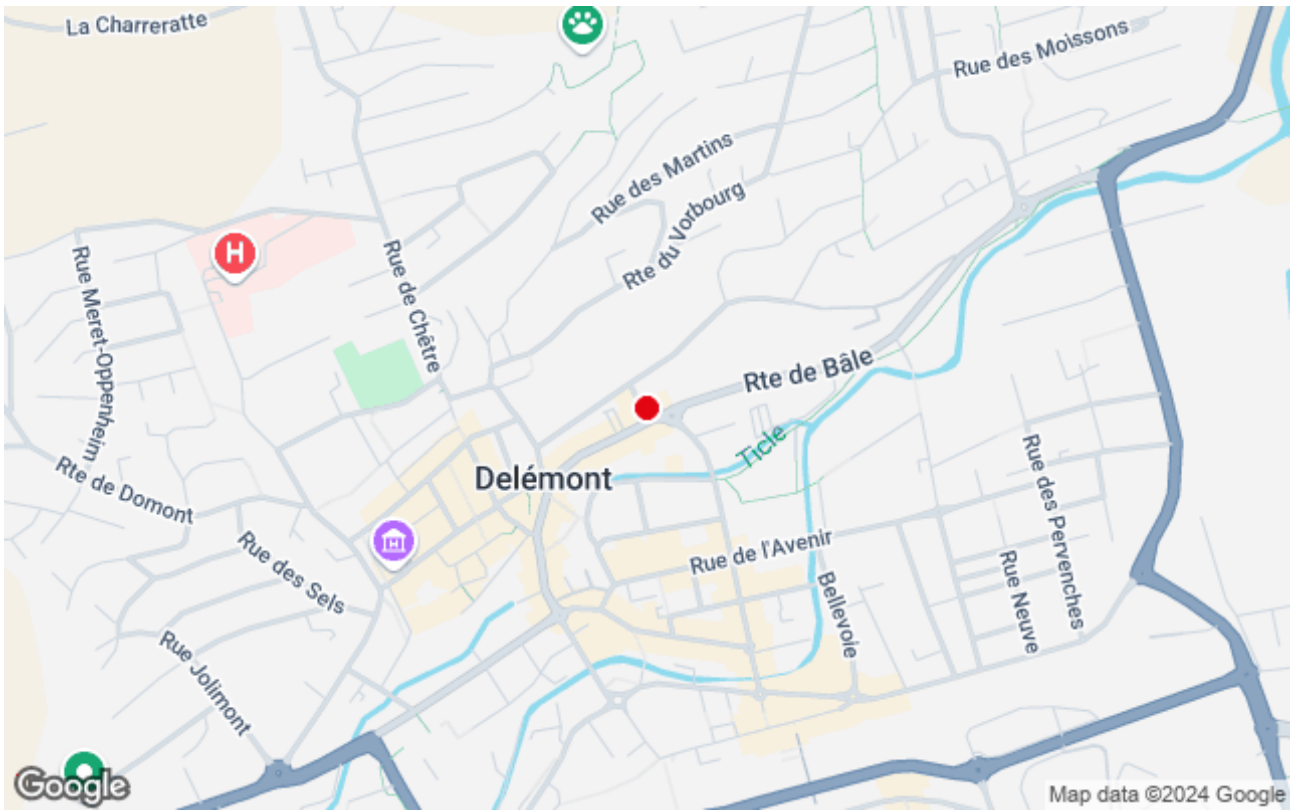 La Charreratte
Rue des Moissons
Rue des Martins
Rte du Vorbourg
H
Rue Meret-Oppenheim
Rue de Chêtre
Rte de Bâle
Ticle
Delémont
Rte de Domont
Rue des Sels
Rue de l'Avenir
Rue des Pervenches
Rue Neuve
Bellevoie
Rue Jolimont
Google
Map data ©2024 Google